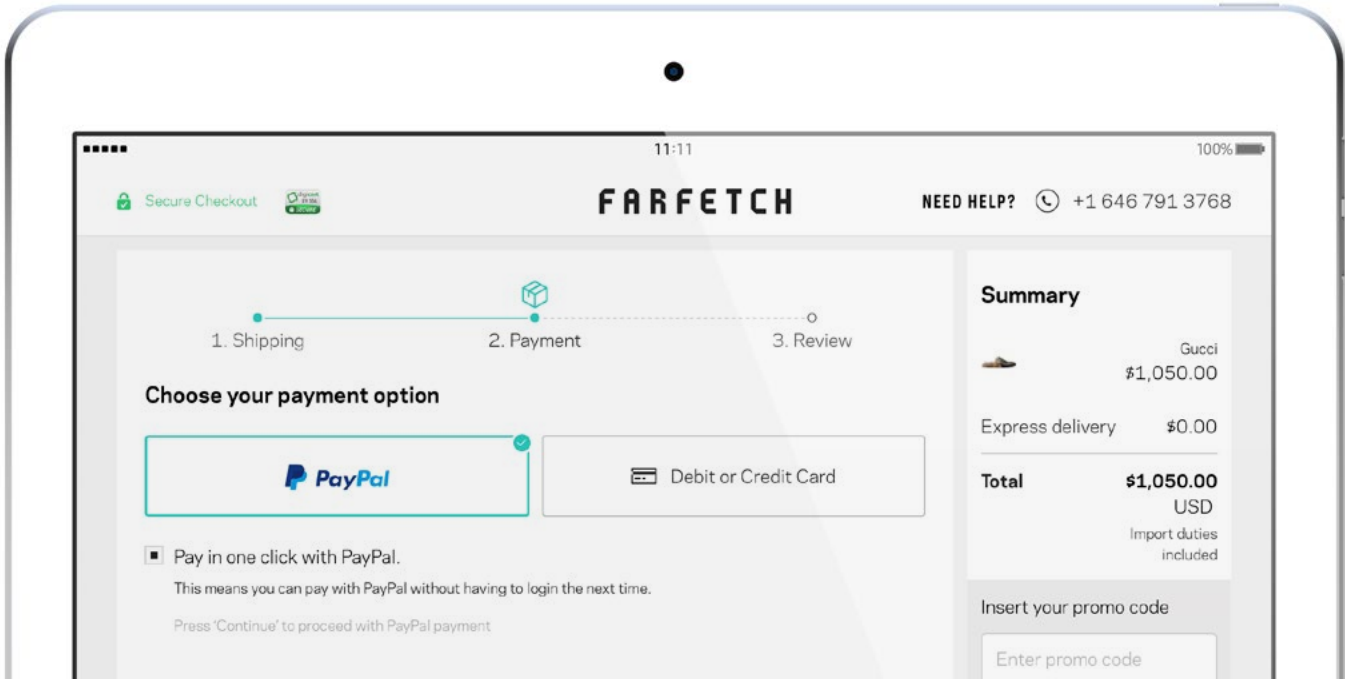 11:11
100%
Secure Checkout
FARFETCH
NEED HELP? +1 646 791 3768
1. Shipping
2. Payment
3. Review
Choose your payment option
PayPal
Debit or Credit Card
Pay in one click with PayPal.
This means you can pay with PayPal without having to login the next time.
Press 'Continue' to proceed with PayPal payment
Summary
Gucci
$1,050.00
Express delivery $0.00
Total $1,050.00
USD
Import duties
included
Insert your promo code
Enter promo code